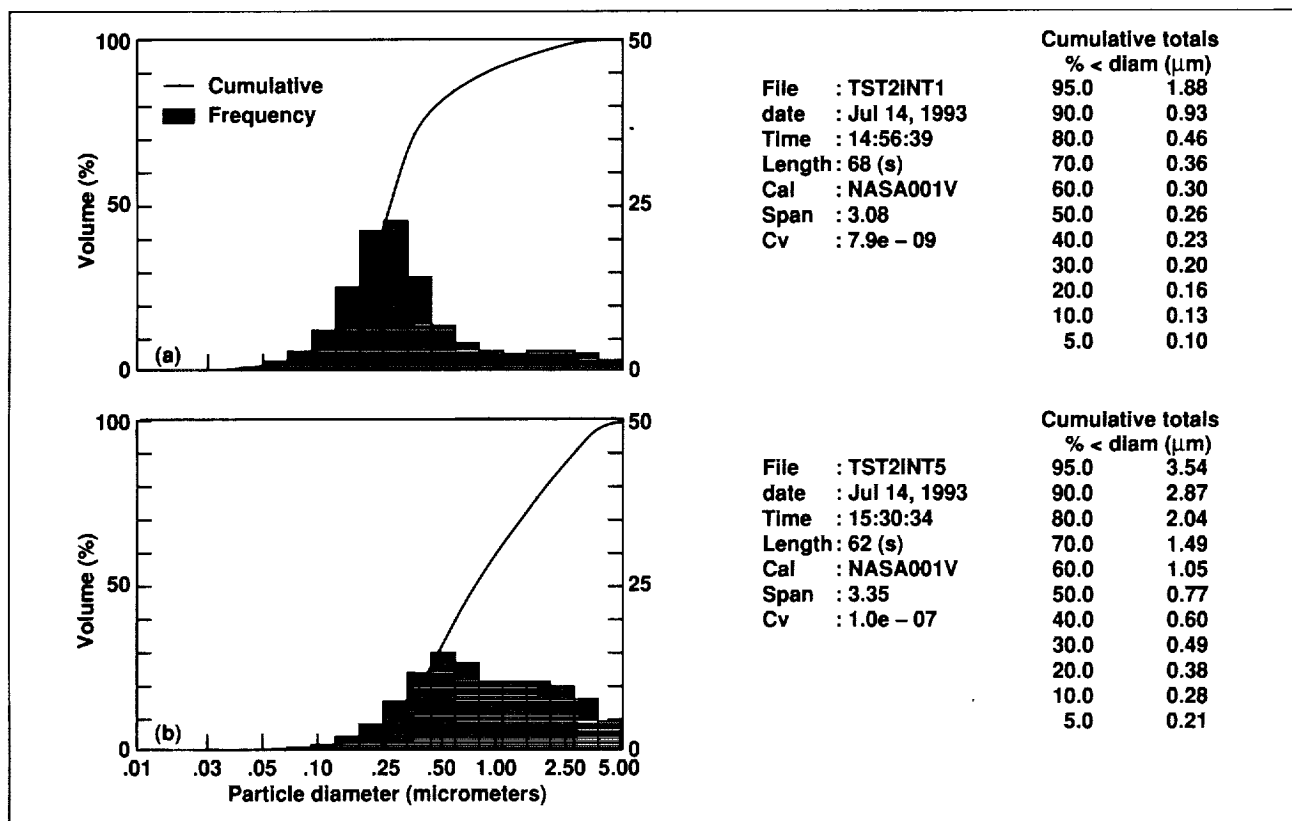 100
50
0
Volume (%)
Cumulative
Frequency
(a)
50
25
0
File : TST2INT1
date : Jul 14, 1993
Time : 14:56:39
Length : 68 (s)
Cal : NASA001V
Span : 3.08
Cv : 7.9e – 09
Cumulative totals
% < diam (µm)
95.0 1.88
90.0 0.93
80.0 0.46
70.0 0.36
60.0 0.30
50.0 0.26
40.0 0.23
30.0 0.20
20.0 0.16
10.0 0.13
5.0 0.10
100
50
0
Volume (%)
(b)
50
25
0
.01 .03 .05 .10 .25 .50 1.00 2.50 5.00
Particle diameter (micrometers)
File : TST2INT5
date : Jul 14, 1993
Time : 15:30:34
Length : 62 (s)
Cal : NASA001V
Span : 3.35
Cv : 1.0e – 07
Cumulative totals
% < diam (µm)
95.0 3.54
90.0 2.87
80.0 2.04
70.0 1.49
60.0 1.05
50.0 0.77
40.0 0.60
30.0 0.49
20.0 0.38
10.0 0.28
5.0 0.21